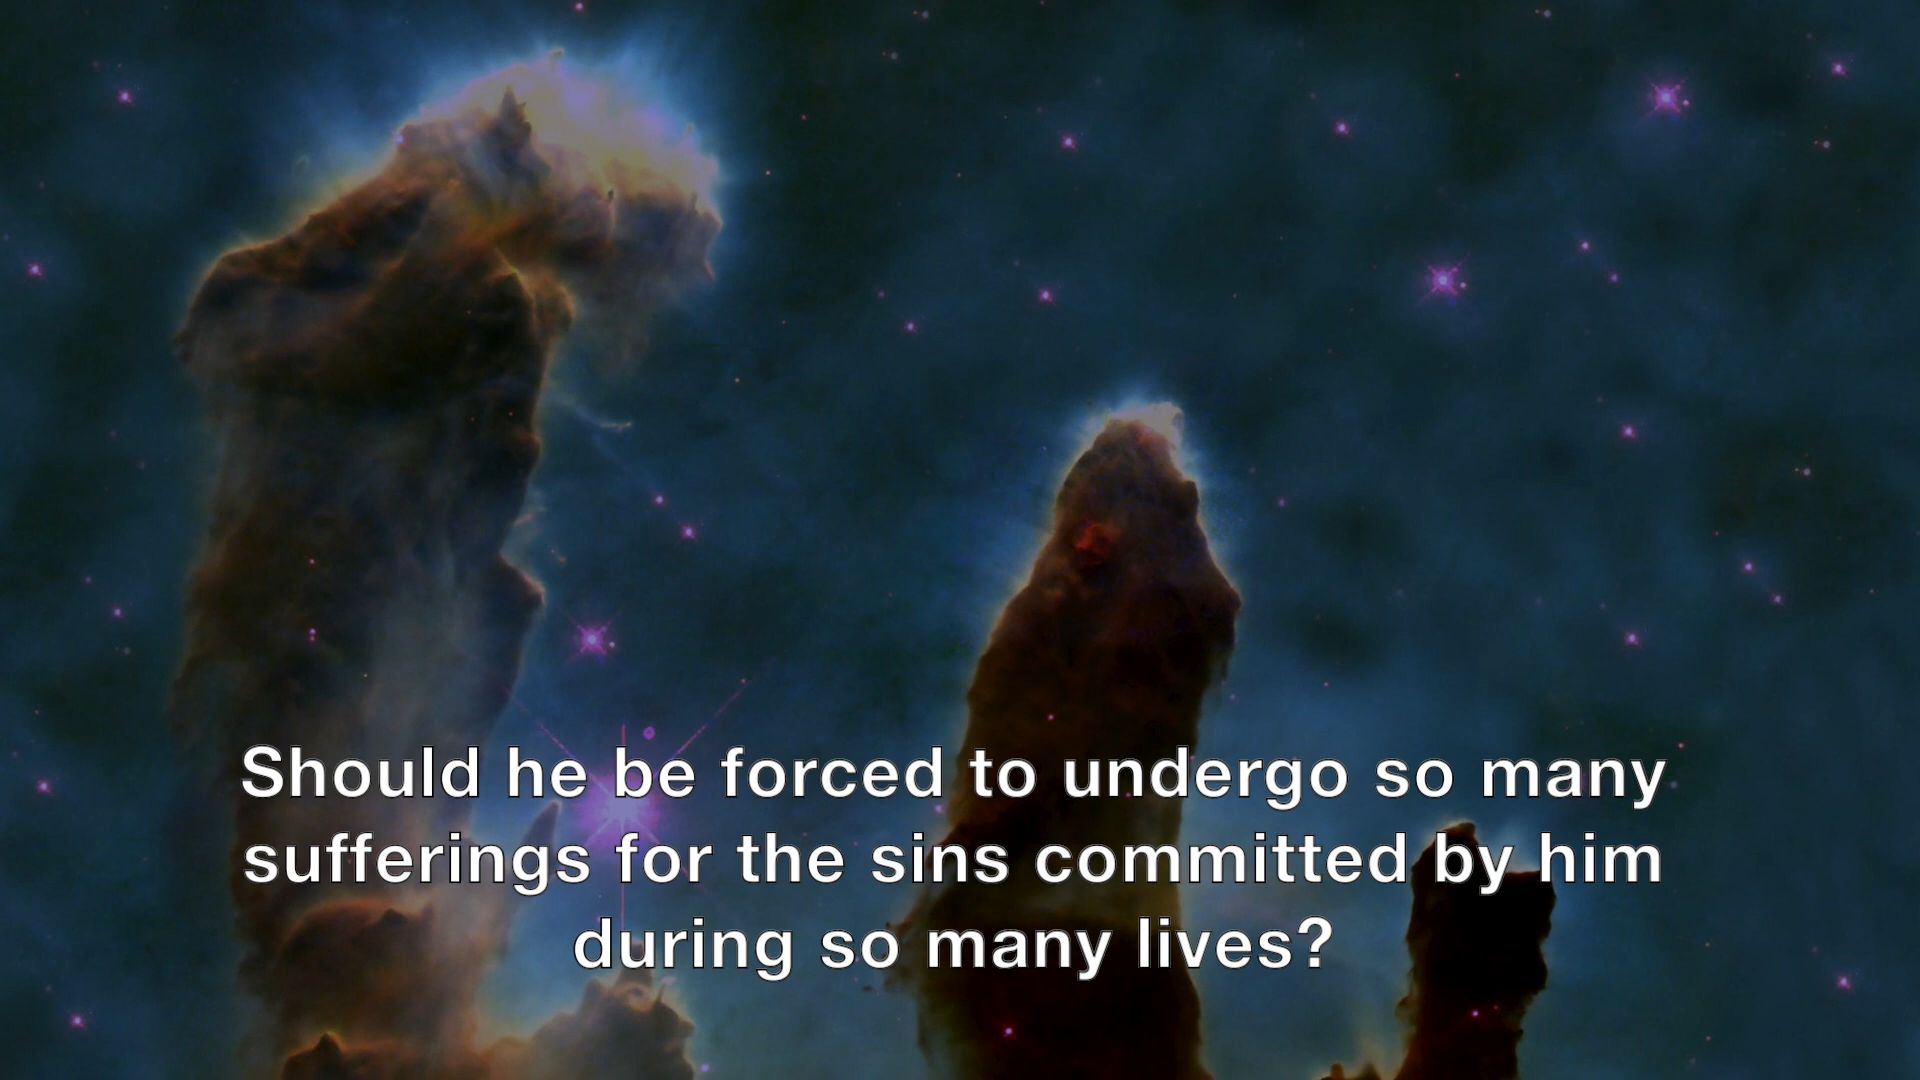 Should he be forced to undergo so many
sufferings for the sins committed by him
during so many lives?